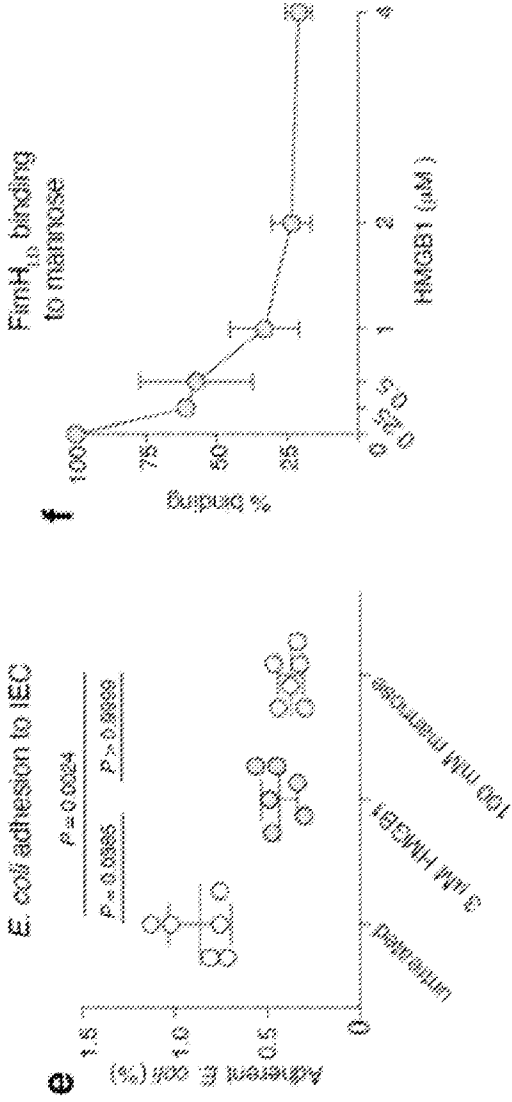 e
E. coli adhesion to IEC
P = 0.0024
P = 0.0385
P > 0.9999
Adherent E. coli (%)
1.5
1.0
0.5
0
untreated
3 µM HMGB1
100 mM mannose
f
FimH_LD binding
to mannose
% binding
100
75
50
25
0
0
0.25
0.5
1
2
4
HMGB1 (µM)